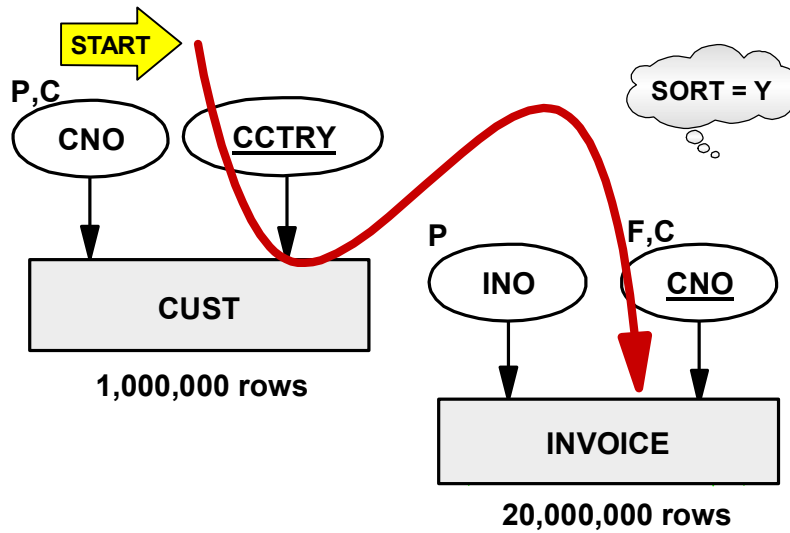 START
SORT = Y
P,C
CNO
CCTRY
P
F,C
INO
CNO
CUST
1,000,000 rows
INVOICE
20,000,000 rows